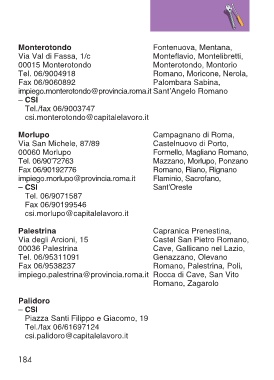 Monterotondo
Via Val di Fassa, 1/c
00015 Monterotondo
Tel. 06/9004918
Fax 06/9060892
impiego.monterotondo@provincia.roma.it
– CSI
Tel./fax 06/9003747
csi.monterotondo@capitalelavoro.it
Fontenuova, Mentana,
Monteflavio, Montelibretti,
Monterotondo, Montorio
Romano, Moricone, Nerola,
Palombara Sabina,
Sant'Angelo Romano
Morlupo
Via San Michele, 87/89
00060 Morlupo
Tel. 06/9072763
Fax 06/90192776
impiego.morlupo@provincia.roma.it
– CSI
Tel. 06/9071587
Fax 06/90199546
csi.morlupo@capitalelavoro.it
Campagnano di Roma,
Castelnuovo di Porto,
Formello, Magliano Romano,
Mazzano, Morlupo, Ponzano
Romano, Riano, Rignano
Flaminio, Sacrofano,
Sant'Oreste
Palestrina
Via degli Arcioni, 15
00036 Palestrina
Tel. 06/95311091
Fax 06/9538237
impiego.palestrina@provincia.roma.it
Capranica Prenestina,
Castel San Pietro Romano,
Cave, Gallicano nel Lazio,
Genazzano, Olevano
Romano, Palestrina, Poli,
Rocca di Cave, San Vito
Romano, Zagarolo
Palidoro
– CSI
Piazza Santi Filippo e Giacomo, 19
Tel./fax 06/61697124
csi.palidoro@capitalelavoro.it
184